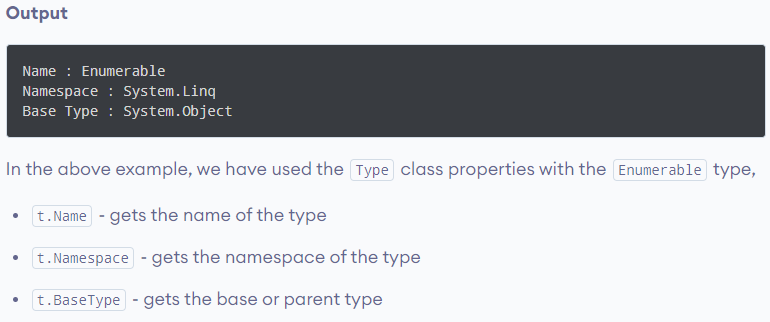 Output
Name : Enumerable
Namespace : System.Linq
Base Type : System.Object
In the above example, we have used the Type class properties with the Enumerable type,
• t.Name - gets the name of the type
• t.Namespace - gets the namespace of the type
• t.BaseType - gets the base or parent type